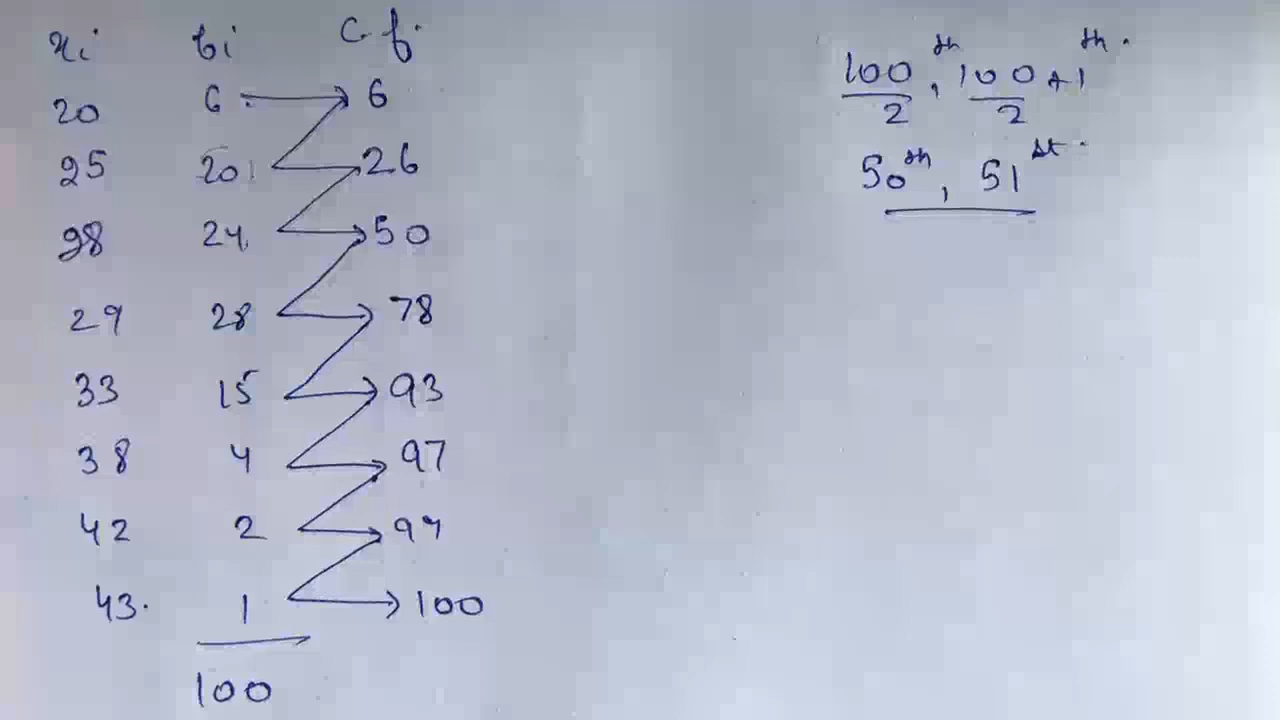 xi fi c.f.
20 6 6
25 20 26
28 24 50
29 28 78
33 15 93
38 4 97
42 2 99
43. 1 100
100
100/2 th, 100/2 +1 th.
50th, 51st.